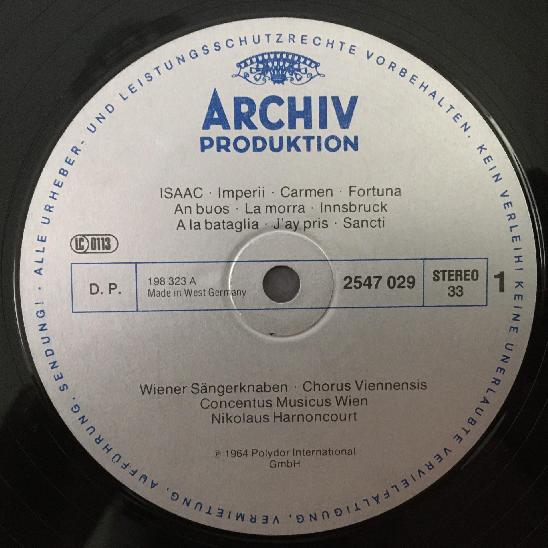 ALLE URHEBER- UND LEISTUNGSSCHUTZRECHTE VORBEHALTEN. KEIN VERLEIH! KEINE UNERLAUBTE VERVIELFÄLTIGUNG, VERMIETUNG, AUFFÜHRUNG, SENDUNG! ·
ARCHIV
PRODUKTION
ISAAC · Imperii · Carmen · Fortuna
An buos · La morra · Innsbruck
A la bataglia · J'ay pris · Sancti
LC 0113
D. P.
198 323 A
Made in West Germany
2547 029
STEREO
33
1
Wiener Sängerknaben · Chorus Viennensis
Concentus Musicus Wien
Nikolaus Harnoncourt
℗ 1964 Polydor International
GmbH